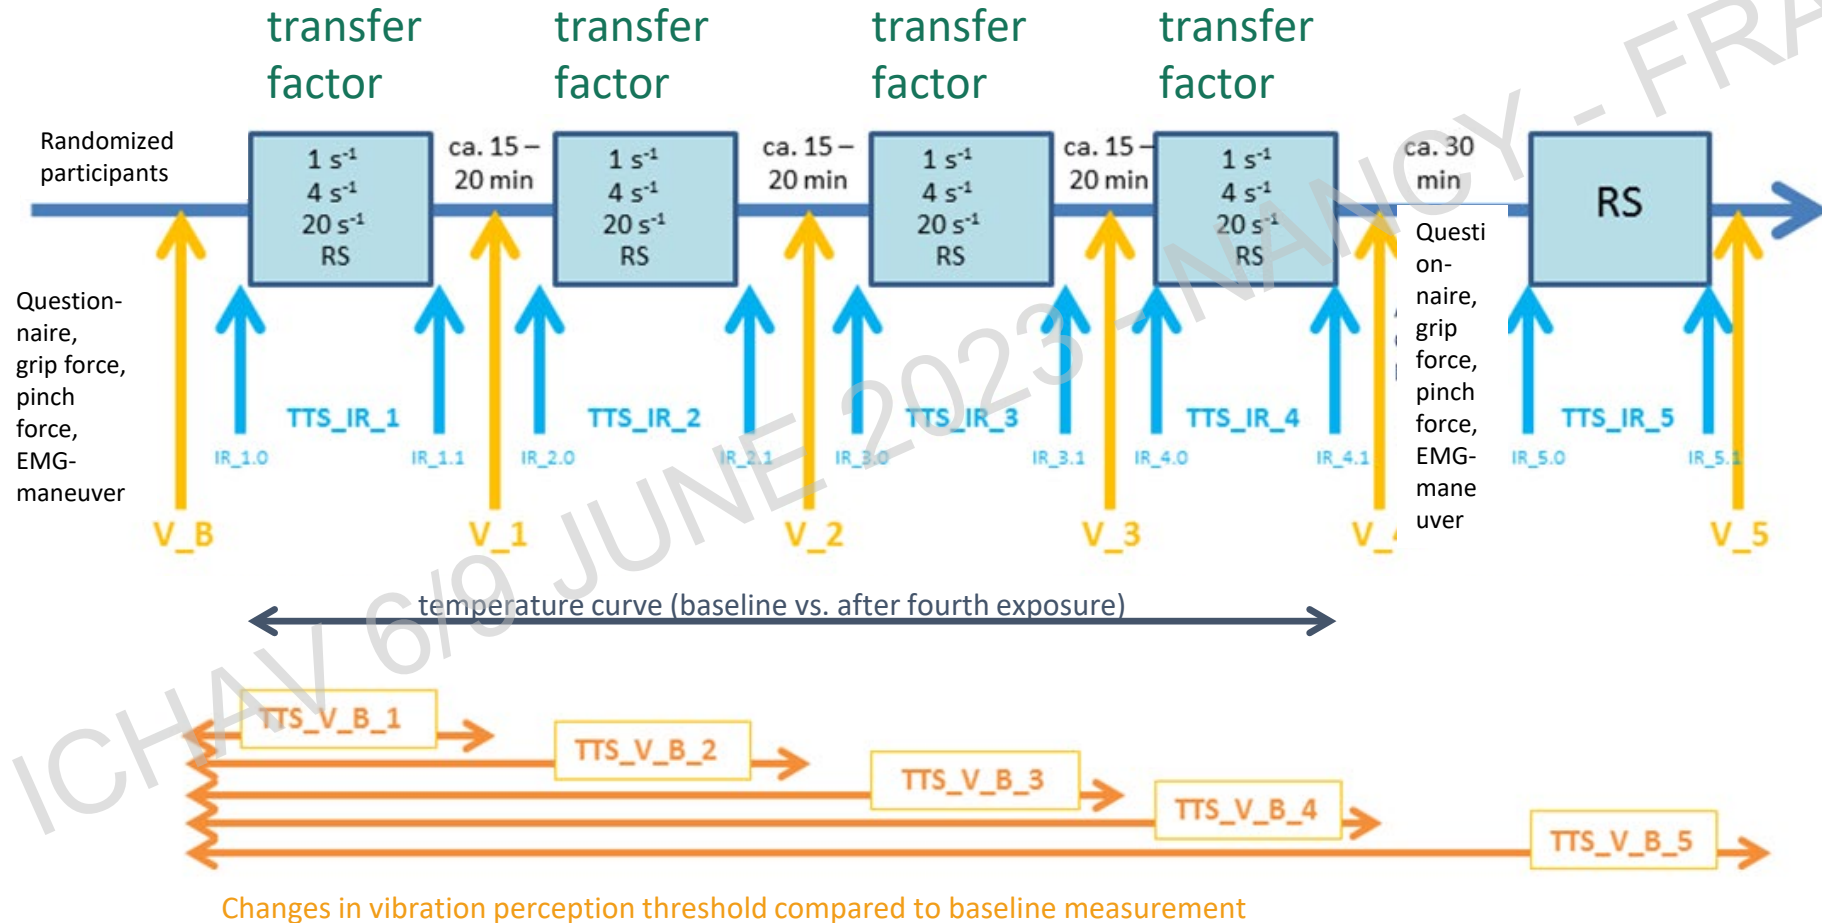 transfer factor
transfer factor
transfer factor
transfer factor
Randomized
participants
1 s⁻¹
4 s⁻¹
20 s⁻¹
RS
ca. 15 –
20 min
1 s⁻¹
4 s⁻¹
20 s⁻¹
RS
ca. 15 –
20 min
1 s⁻¹
4 s⁻¹
20 s⁻¹
RS
ca. 15 –
20 min
1 s⁻¹
4 s⁻¹
20 s⁻¹
RS
ca. 30
min
RS
Question-
naire,
grip force,
pinch
force,
EMG-
maneuver
Questi
on-
naire,
grip
force,
pinch
force,
EMG-
mane
uver
TTS_IR_1
TTS_IR_2
TTS_IR_3
TTS_IR_4
TTS_IR_5
IR_1.0
IR_1.1
IR_2.0
IR_2.1
IR_3.0
IR_3.1
IR_4.0
IR_4.1
IR_5.0
IR_5.1
V_B
V_1
V_2
V_3
V_
V_5
temperature curve (baseline vs. after fourth exposure)
TTS_V_B_1
TTS_V_B_2
TTS_V_B_3
TTS_V_B_4
TTS_V_B_5
Changes in vibration perception threshold compared to baseline measurement
ICHAV 6/9 JUNE 2023 - NANCY - FRA